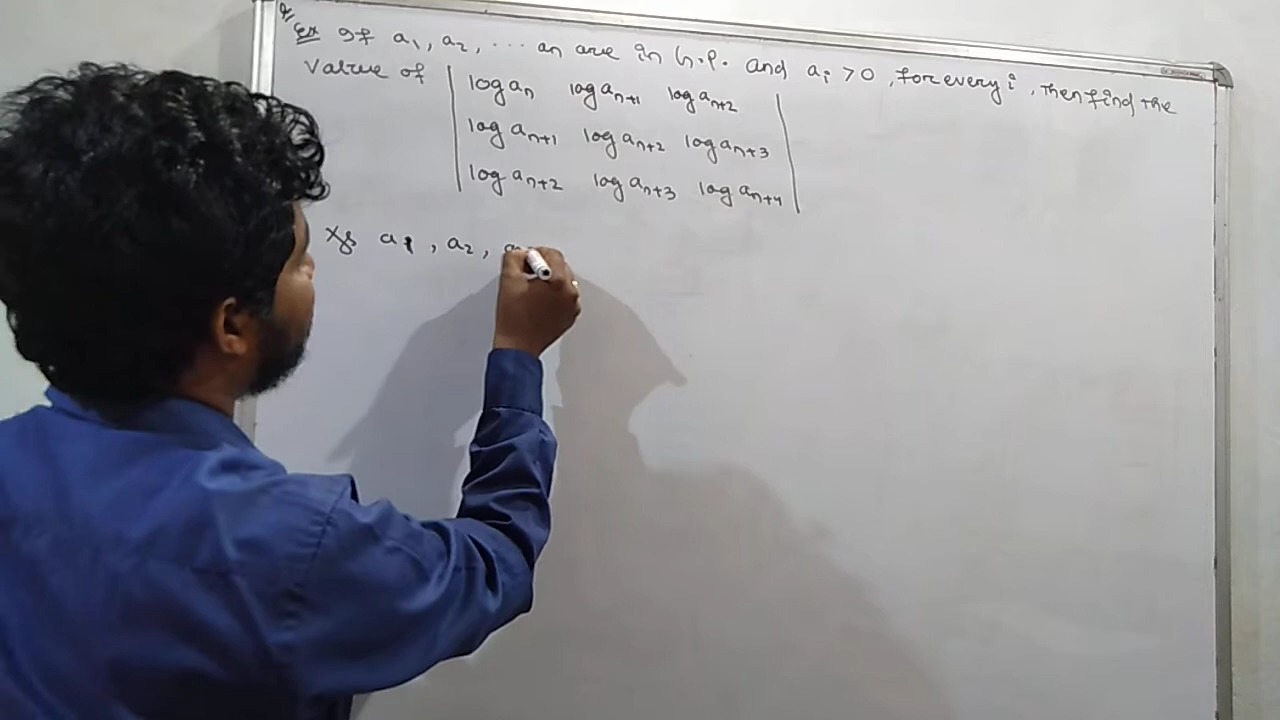 Ex If a₁, a₂, ... aₙ are in G.P. and aᵢ > 0, for every i, Then find the
value of | log aₙ log aₙ₊₁ log aₙ₊₂ |
| log aₙ₊₁ log aₙ₊₂ log aₙ₊₃ |
| log aₙ₊₂ log aₙ₊₃ log aₙ₊₄ |
a₁, a₂,